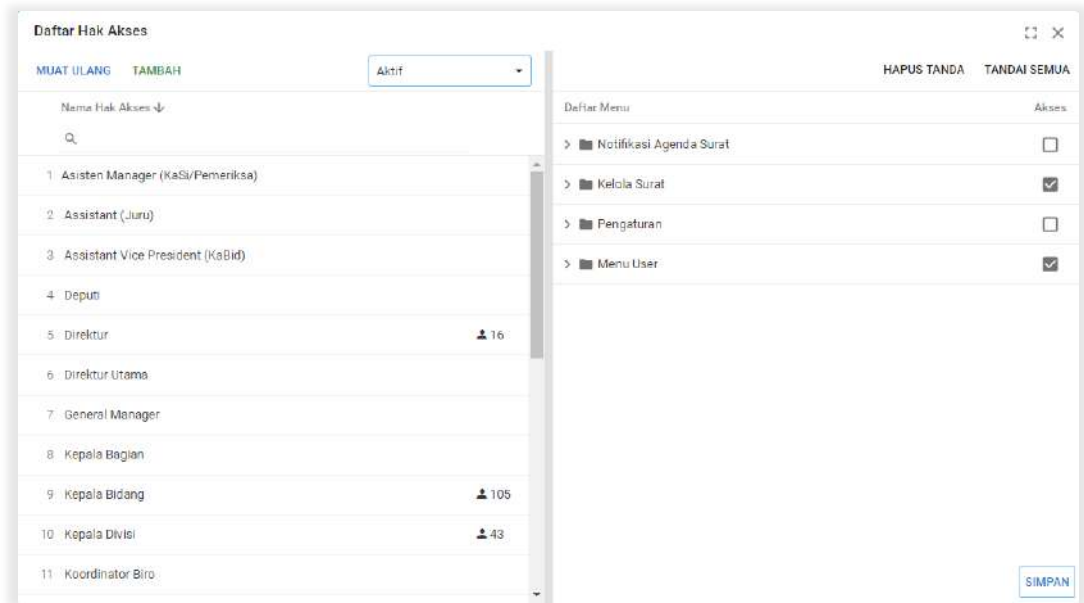 Daftar Hak Akses
MUAT ULANG TAMBAH Aktif
Nama Hak Akses
1 Asisten Manager (KaSi/Pemeriksa)
2 Assistant (Juru)
3 Assistant Vice President (KaBid)
4 Deputi
5 Direktur 16
6 Direktur Utama
7 General Manager
8 Kepala Bagian
9 Kepala Bidang 105
10 Kepala Divisi 43
11 Koordinator Biro
HAPUS TANDA TANDAI SEMUA
Daftar Menu Akses
Notifikasi Agenda Surat
Kelola Surat
Pengaturan
Menu User
SIMPAN